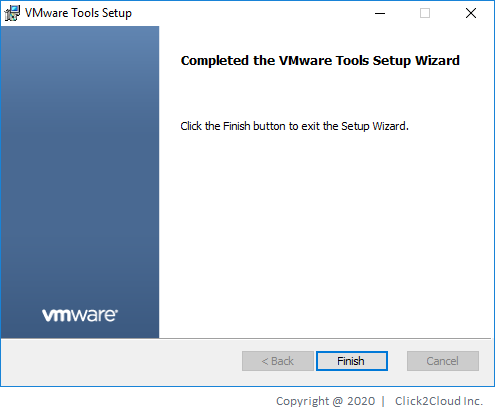 VMware Tools Setup
Completed the VMware Tools Setup Wizard
Click the Finish button to exit the Setup Wizard.
vmware®
< Back
Finish
Cancel
Copyright @ 2020 | Click2Cloud Inc.